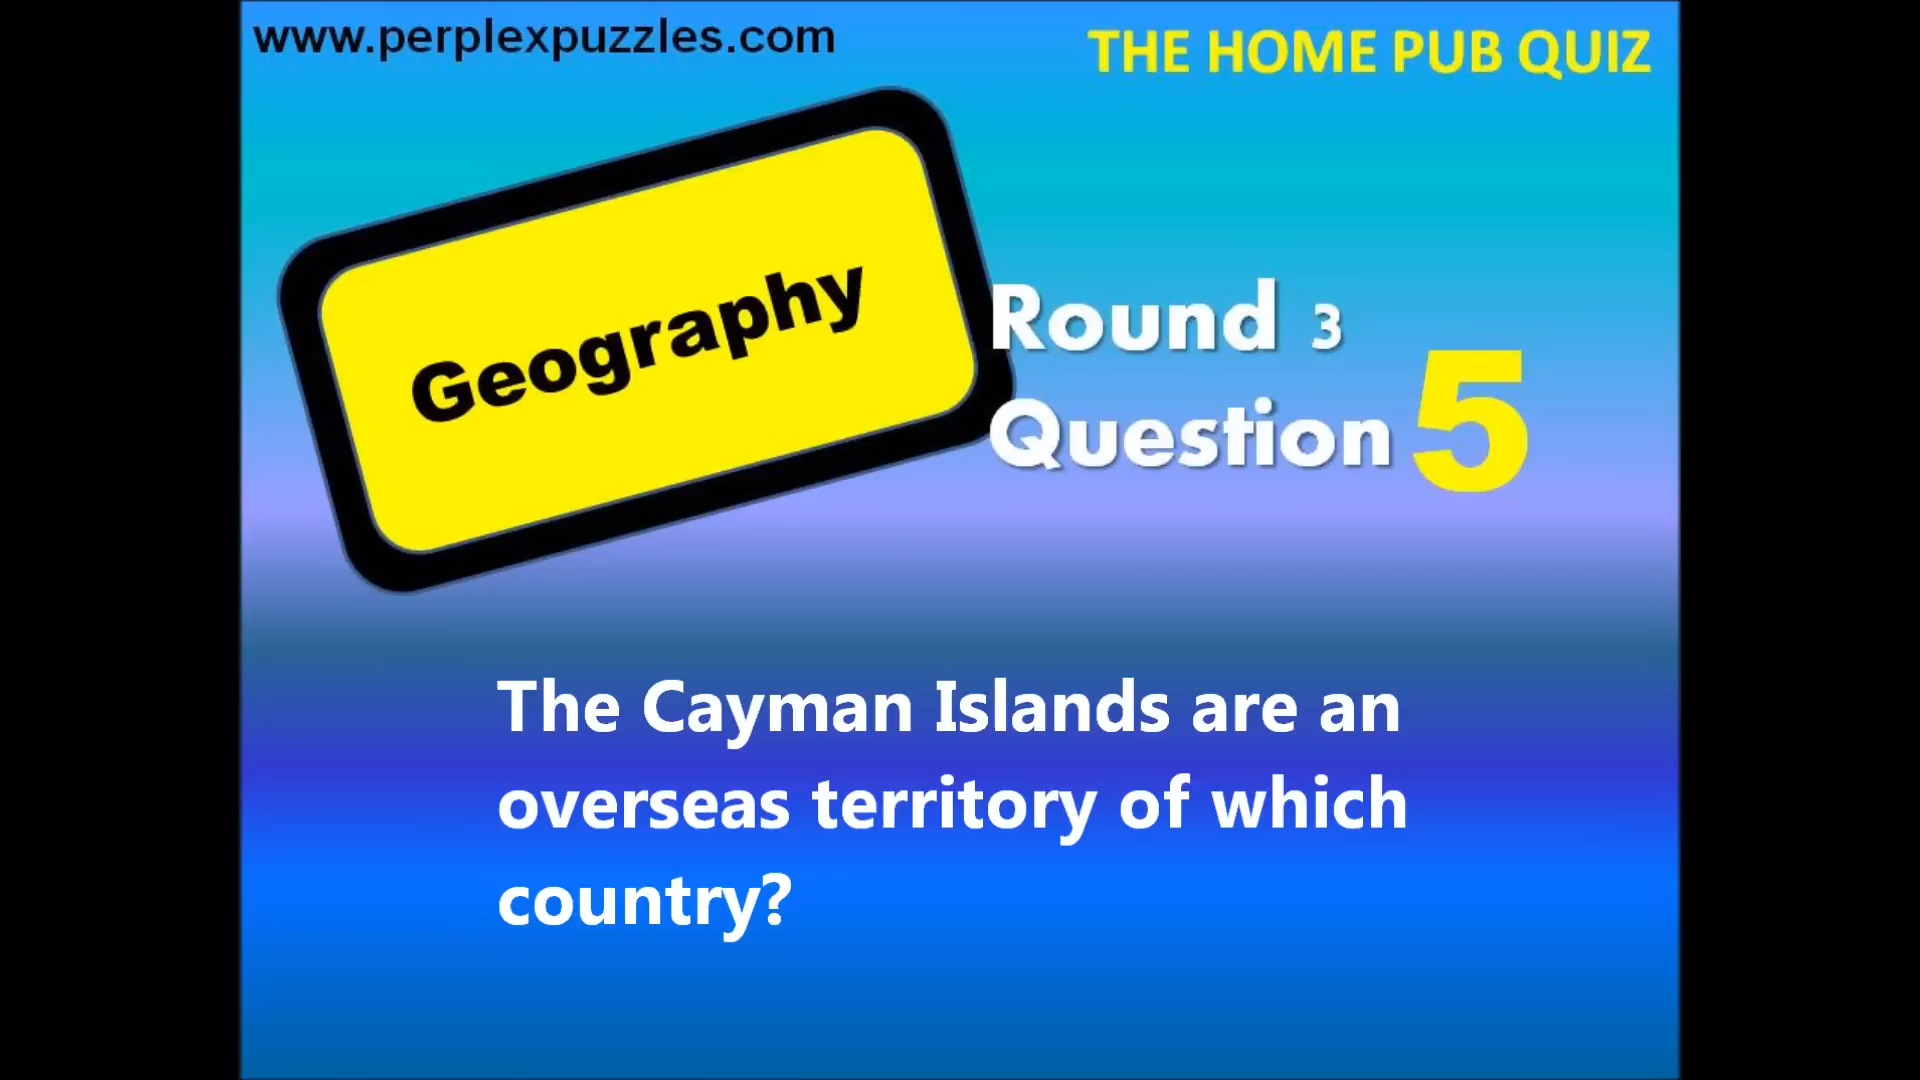 www.perplexpuzzles.com
THE HOME PUB QUIZ
Geography
Round 3
Question 5
The Cayman Islands are an
overseas territory of which
country?